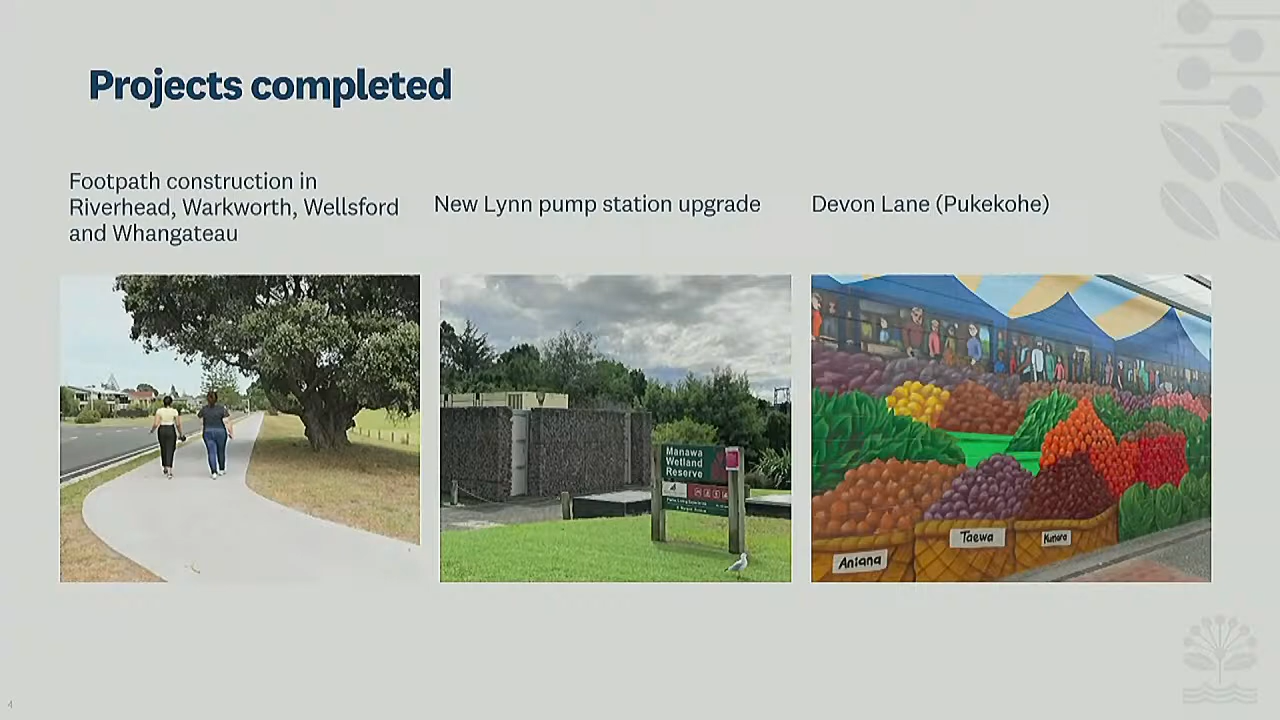 Projects completed
Footpath construction in
Riverhead, Warkworth, Wellsford
and Whangateau
New Lynn pump station upgrade
Devon Lane (Pukekohe)
Manawa
Wetland
Reserve
Aniana
Taewa
Kumara
4